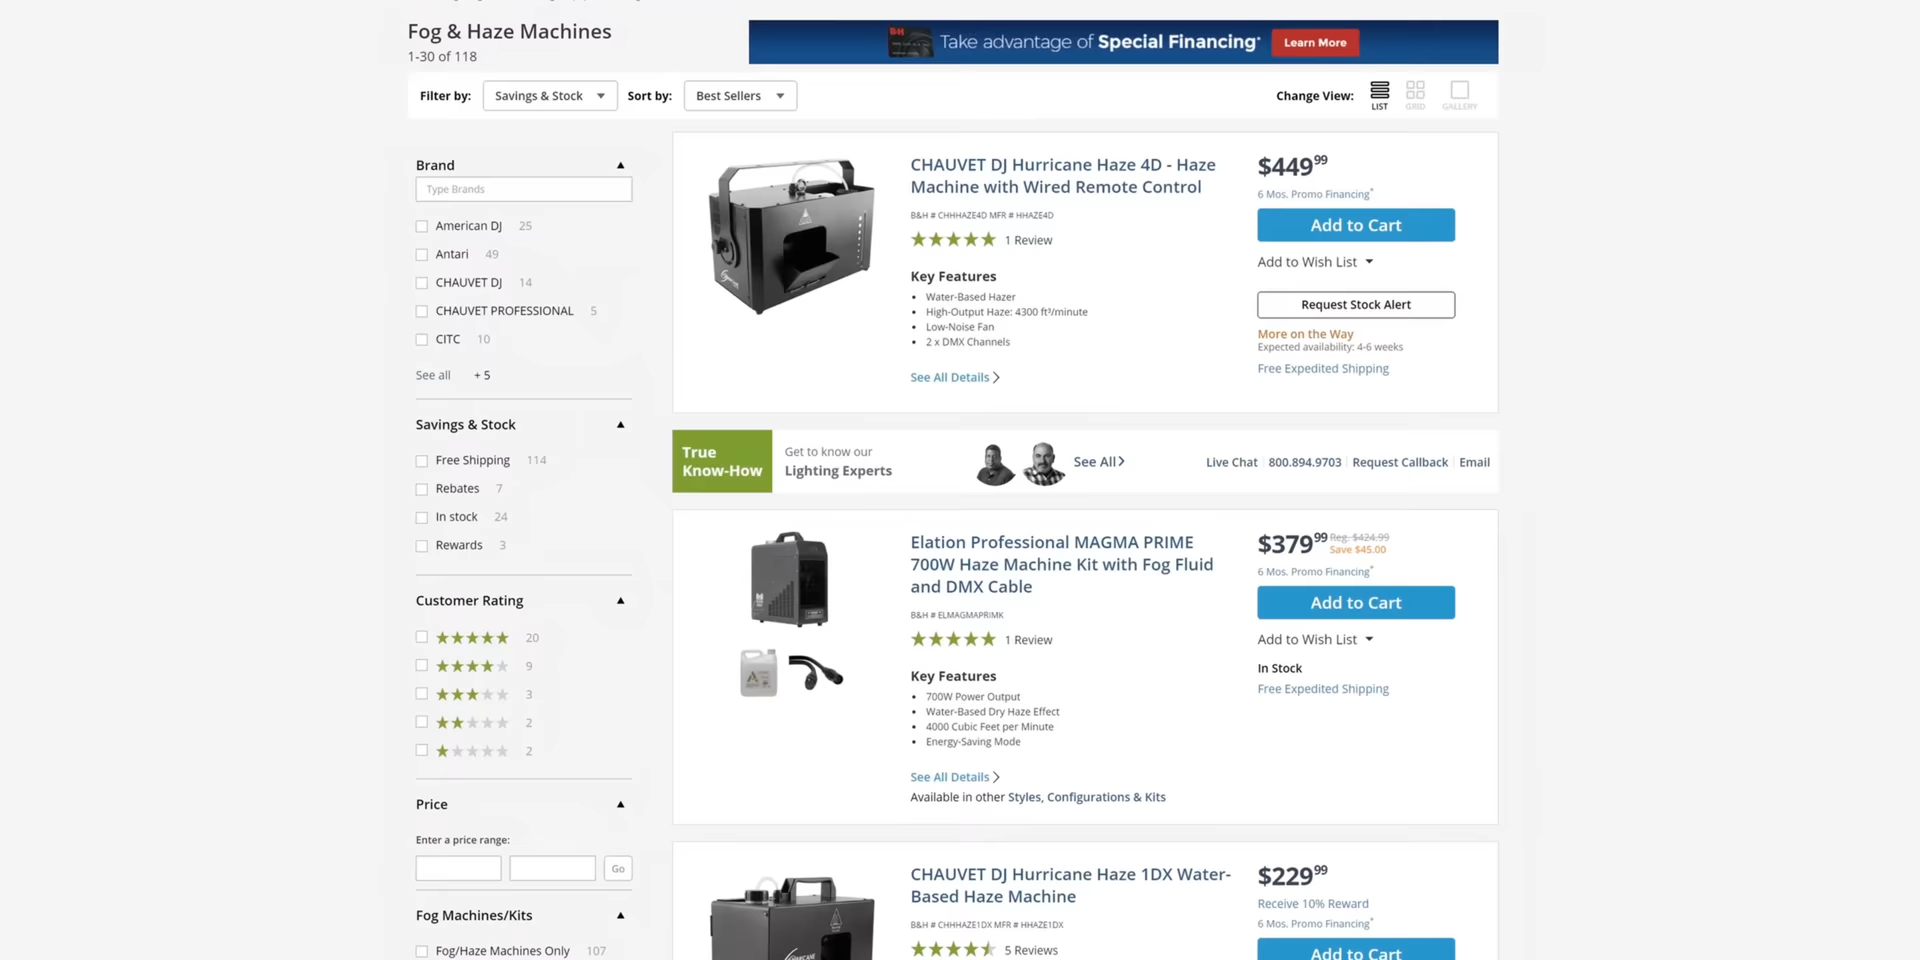 Fog & Haze Machines
1-30 of 118
B&H
Take advantage of Special Financing*
Learn More
Filter by:
Savings & Stock
Sort by:
Best Sellers
Change View:
LIST
GRID
GALLERY
Brand
Type Brands
American DJ 25
Antari 49
CHAUVET DJ 14
CHAUVET PROFESSIONAL 5
CITC 10
See all + 5
Savings & Stock
Free Shipping 114
Rebates 7
In stock 24
Rewards 3
Customer Rating
20
9
3
2
2
Price
Enter a price range:
Go
Fog Machines/Kits
Fog/Haze Machines Only 107
CHAUVET DJ Hurricane Haze 4D - Haze
Machine with Wired Remote Control
B&H # CHHHAZE4D MFR # HHAZE4D
1 Review
Key Features
Water-Based Hazer
High-Output Haze: 4300 ft³/minute
Low-Noise Fan
2 x DMX Channels
See All Details
$449.99
6 Mos. Promo Financing*
Add to Cart
Add to Wish List
Request Stock Alert
More on the Way
Expected availability: 4-6 weeks
Free Expedited Shipping
True
Know-How
Get to know our
Lighting Experts
See All
Live Chat
800.894.9703
Request Callback
Email
Elation Professional MAGMA PRIME
700W Haze Machine Kit with Fog Fluid
and DMX Cable
B&H # ELMAGMAPRIMK
1 Review
Key Features
700W Power Output
Water-Based Dry Haze Effect
4000 Cubic Feet per Minute
Energy-Saving Mode
See All Details
Available in other Styles, Configurations & Kits
$379.99
Reg. $424.99
Save $45.00
6 Mos. Promo Financing*
Add to Cart
Add to Wish List
In Stock
Free Expedited Shipping
CHAUVET DJ Hurricane Haze 1DX Water-
Based Haze Machine
B&H # CHHHAZE1DX MFR # HHAZE1DX
5 Reviews
$229.99
Receive 10% Reward
6 Mos. Promo Financing*
Add to Cart